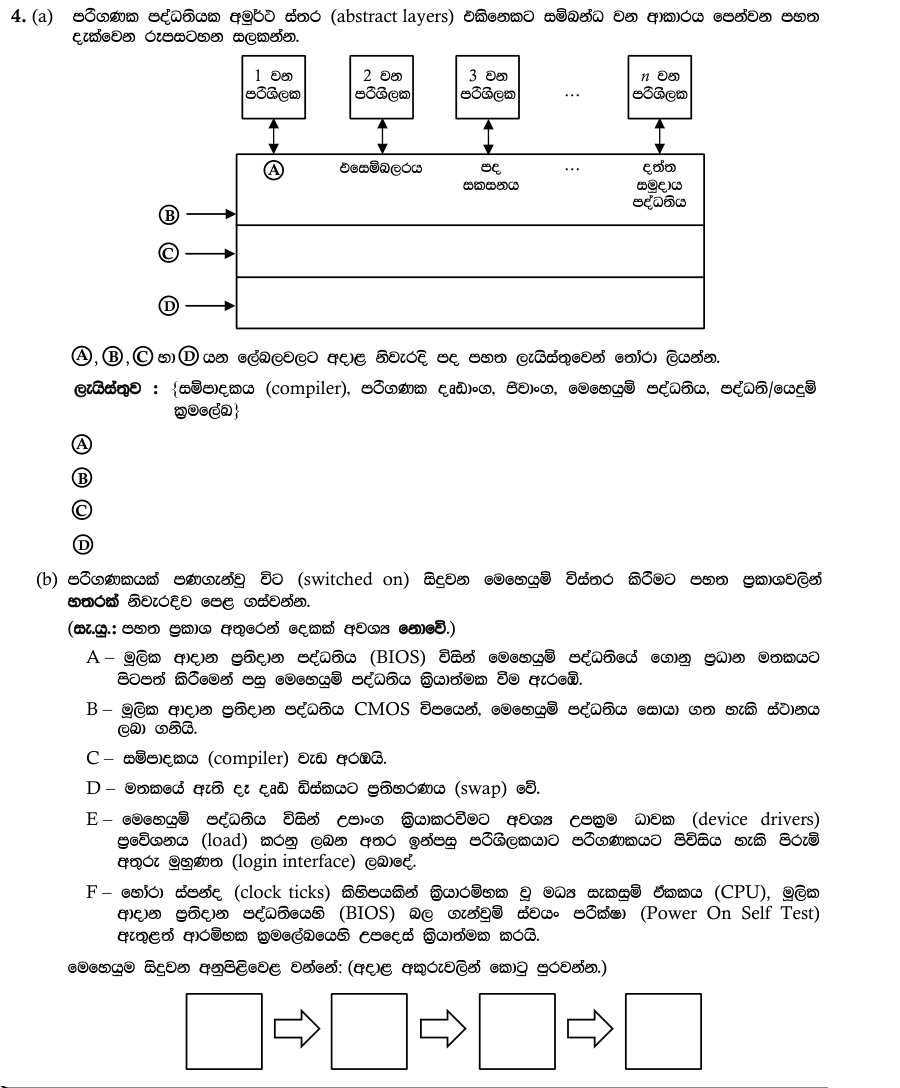 4. (a) පරිගණක පද්ධතියක අමූර්ථ ස්තර (abstract layers) එකිනෙකට සම්බන්ධ වන ආකාරය පෙන්වන පහත
දැක්වෙන රූපසටහන සලකන්න.
1 වන 2 වන 3 වන n වන
පරිශීලක පරිශීලක පරිශීලක ... පරිශීලක
A එසෙම්බලරය පද ... දත්ත
සකසනය සමුදාය
පද්ධතිය
B
C
D
A, B, C හා D යන ලේබලවලට අදාළ නිවැරදි පද පහත ලැයිස්තුවෙන් තෝරා ලියන්න.
ලැයිස්තුව : {සම්පාදකය (compiler), පරිගණක දෘඪාංග, ජීවාංග, මෙහෙයුම් පද්ධතිය, පද්ධති/යෙදුම්
ක්‍රමලේඛ}
A
B
C
D
(b) පරිගණකයක් පණගැන්වූ විට (switched on) සිදුවන මෙහෙයුම් විස්තර කිරීමට පහත ප්‍රකාශවලින්
හතරක් නිවැරදිව පෙළ ගස්වන්න.
(සැ.යු.: පහත ප්‍රකාශ අතුරෙන් දෙකක් අවශ්‍ය නොවේ.)
A – මූලික ආදාන ප්‍රතිදාන පද්ධතිය (BIOS) විසින් මෙහෙයුම් පද්ධතියේ ගොනු ප්‍රධාන මතකයට
පිටපත් කිරීමෙන් පසු මෙහෙයුම් පද්ධතිය ක්‍රියාත්මක වීම ඇරඹේ.
B – මූලික ආදාන ප්‍රතිදාන පද්ධතිය CMOS චිපයෙන්, මෙහෙයුම් පද්ධතිය සොයා ගත හැකි ස්ථානය
ලබා ගනියි.
C – සම්පාදකය (compiler) වැඩ අරඹයි.
D – මතකයේ ඇති දෑ දෘඪ ඩිස්කයට ප්‍රතිහරණය (swap) වේ.
E – මෙහෙයුම් පද්ධතිය විසින් උපාංග ක්‍රියාකරවීමට අවශ්‍ය උපක්‍රම ධාවක (device drivers)
ප්‍රවේශනය (load) කරනු ලබන අතර ඉන්පසු පරිශීලකයාට පරිගණකයට පිවිසිය හැකි පිරුම්
අතුරු මුහුණත (login interface) ලබාදේ.
F – හෝරා ස්පන්ද (clock ticks) කිහිපයකින් ක්‍රියාරම්භක වූ මධ්‍ය සැකසුම් ඒකකය (CPU), මූලික
ආදාන ප්‍රතිදාන පද්ධතියෙහි (BIOS) බල ගැන්වුම් ස්වයං පරීක්ෂා (Power On Self Test)
ඇතුළත් ආරම්භක ක්‍රමලේඛයෙහි උපදෙස් ක්‍රියාත්මක කරයි.
මෙහෙයුම සිදුවන අනුපිළිවෙළ වන්නේ: (අදාළ අකුරුවලින් කොටු පුරවන්න.)